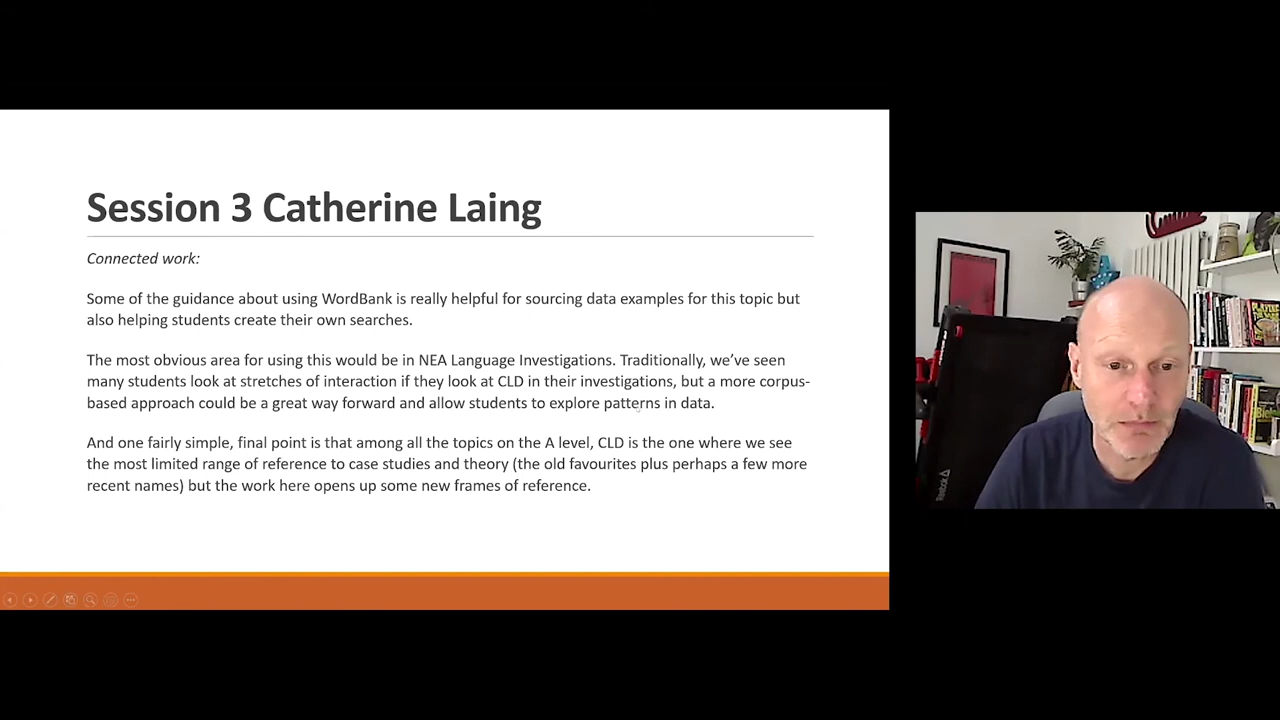 Session 3 Catherine Laing
Connected work:
Some of the guidance about using WordBank is really helpful for sourcing data examples for this topic but
also helping students create their own searches.
The most obvious area for using this would be in NEA Language Investigations. Traditionally, we’ve seen
many students look at stretches of interaction if they look at CLD in their investigations, but a more corpus-
based approach could be a great way forward and allow students to explore patterns in data.
And one fairly simple, final point is that among all the topics on the A level, CLD is the one where we see
the most limited range of reference to case studies and theory (the old favourites plus perhaps a few more
recent names) but the work here opens up some new frames of reference.
Reebok